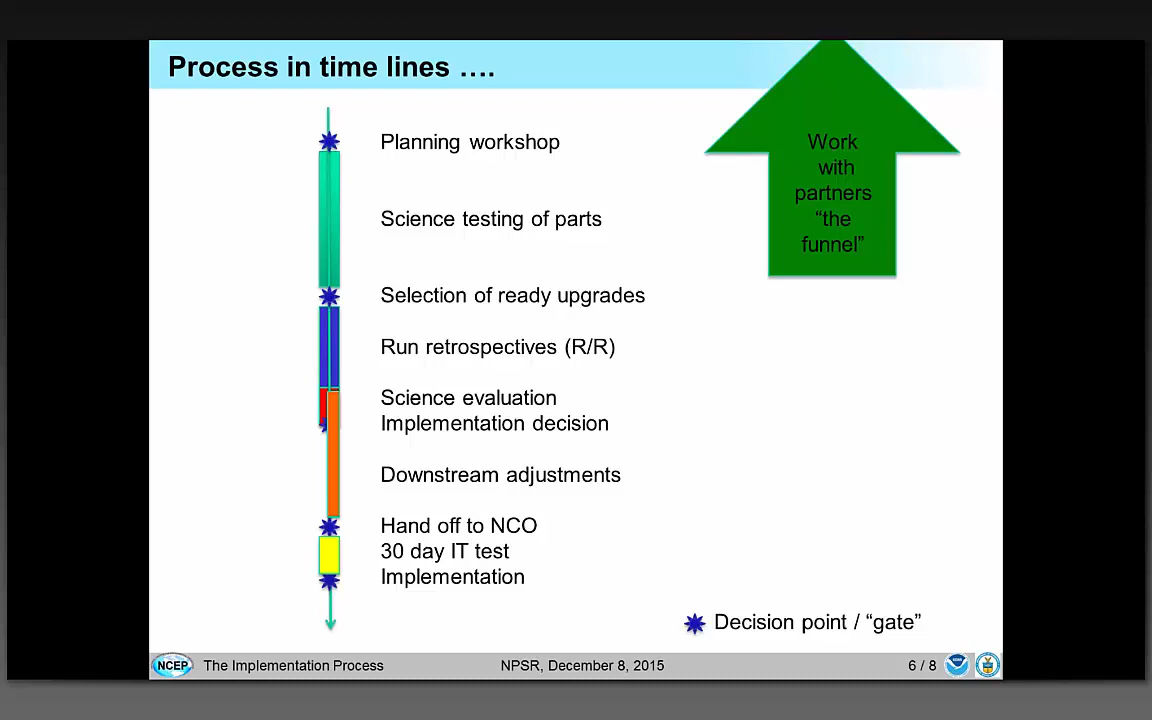 Process in time lines ….
Planning workshop
Science testing of parts
Selection of ready upgrades
Run retrospectives (R/R)
Science evaluation
Implementation decision
Downstream adjustments
Hand off to NCO
30 day IT test
Implementation
Work
with
partners
“the
funnel”
Decision point / “gate”
NCEP
The Implementation Process
NPSR, December 8, 2015
6 / 8